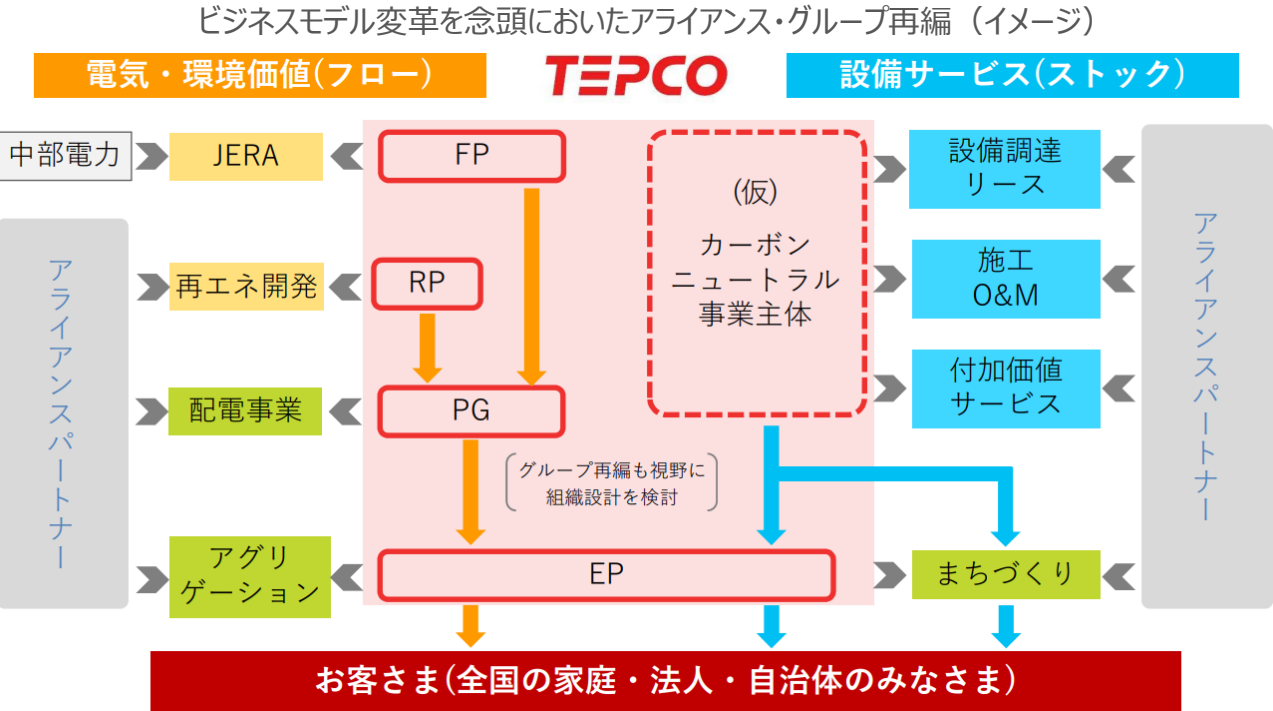 ビジネスモデル変革を念頭においたアライアンス・グループ再編（イメージ）
電気・環境価値(フロー)
TEPCO
設備サービス(ストック)
中部電力
JERA
FP
(仮)
カーボン
ニュートラル
事業主体
設備調達
リース
アライアンスパートナー
再エネ開発
RP
施工
O&M
アライアンスパートナー
配電事業
PG
付加価値
サービス
グループ再編も視野に
組織設計を検討
アグリ
ゲーション
EP
まちづくり
お客さま(全国の家庭・法人・自治体のみなさま)